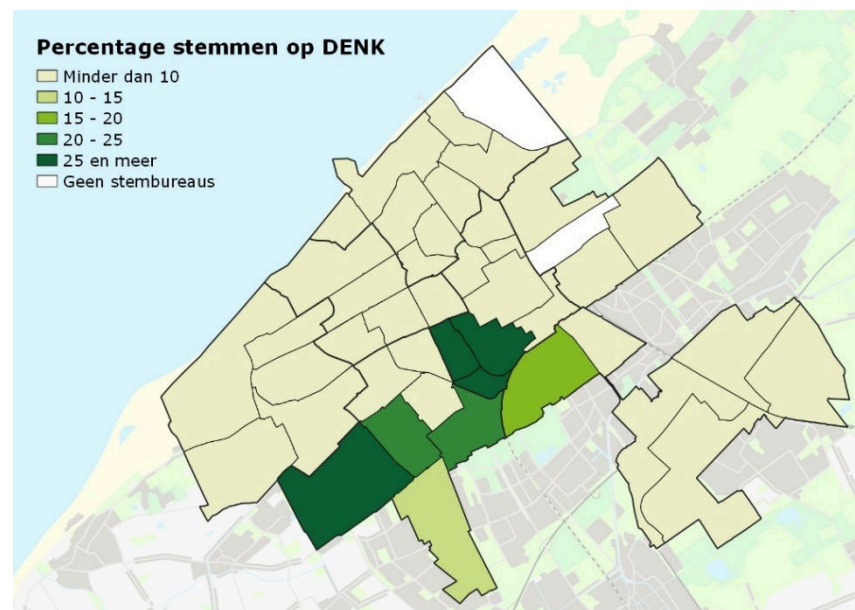 Percentage stemmen op DENK
Minder dan 10
10 - 15
15 - 20
20 - 25
25 en meer
Geen stembureaus